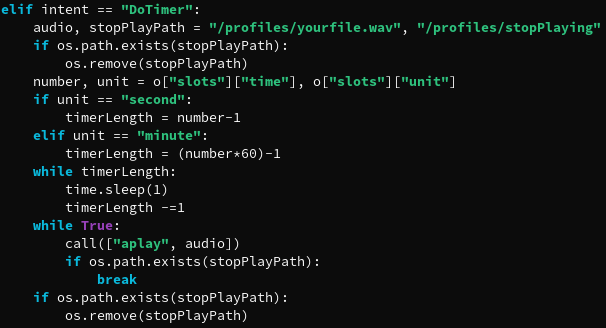 elif intent == "DoTimer":
    audio, stopPlayPath = "/profiles/yourfile.wav", "/profiles/stopPlaying"
    if os.path.exists(stopPlayPath):
        os.remove(stopPlayPath)
    number, unit = o["slots"]["time"], o["slots"]["unit"]
    if unit == "second":
        timerLength = number-1
    elif unit == "minute":
        timerLength = (number*60)-1
    while timerLength:
        time.sleep(1)
        timerLength -=1
    while True:
        call(["aplay", audio])
        if os.path.exists(stopPlayPath):
            break
    if os.path.exists(stopPlayPath):
        os.remove(stopPlayPath)